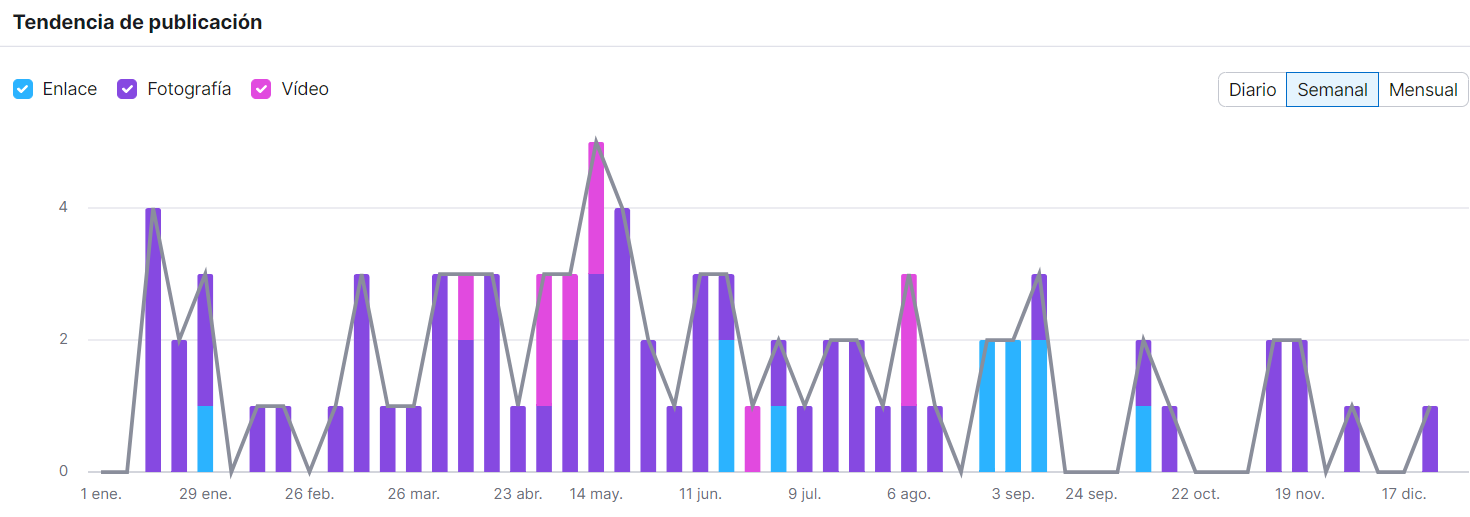 Tendencia de publicación
Enlace Fotografía Vídeo
Diario Semanal Mensual
4
2
0
1 ene. 29 ene. 26 feb. 26 mar. 23 abr. 14 may. 11 jun. 9 jul. 6 ago. 3 sep. 24 sep. 22 oct. 19 nov. 17 dic.